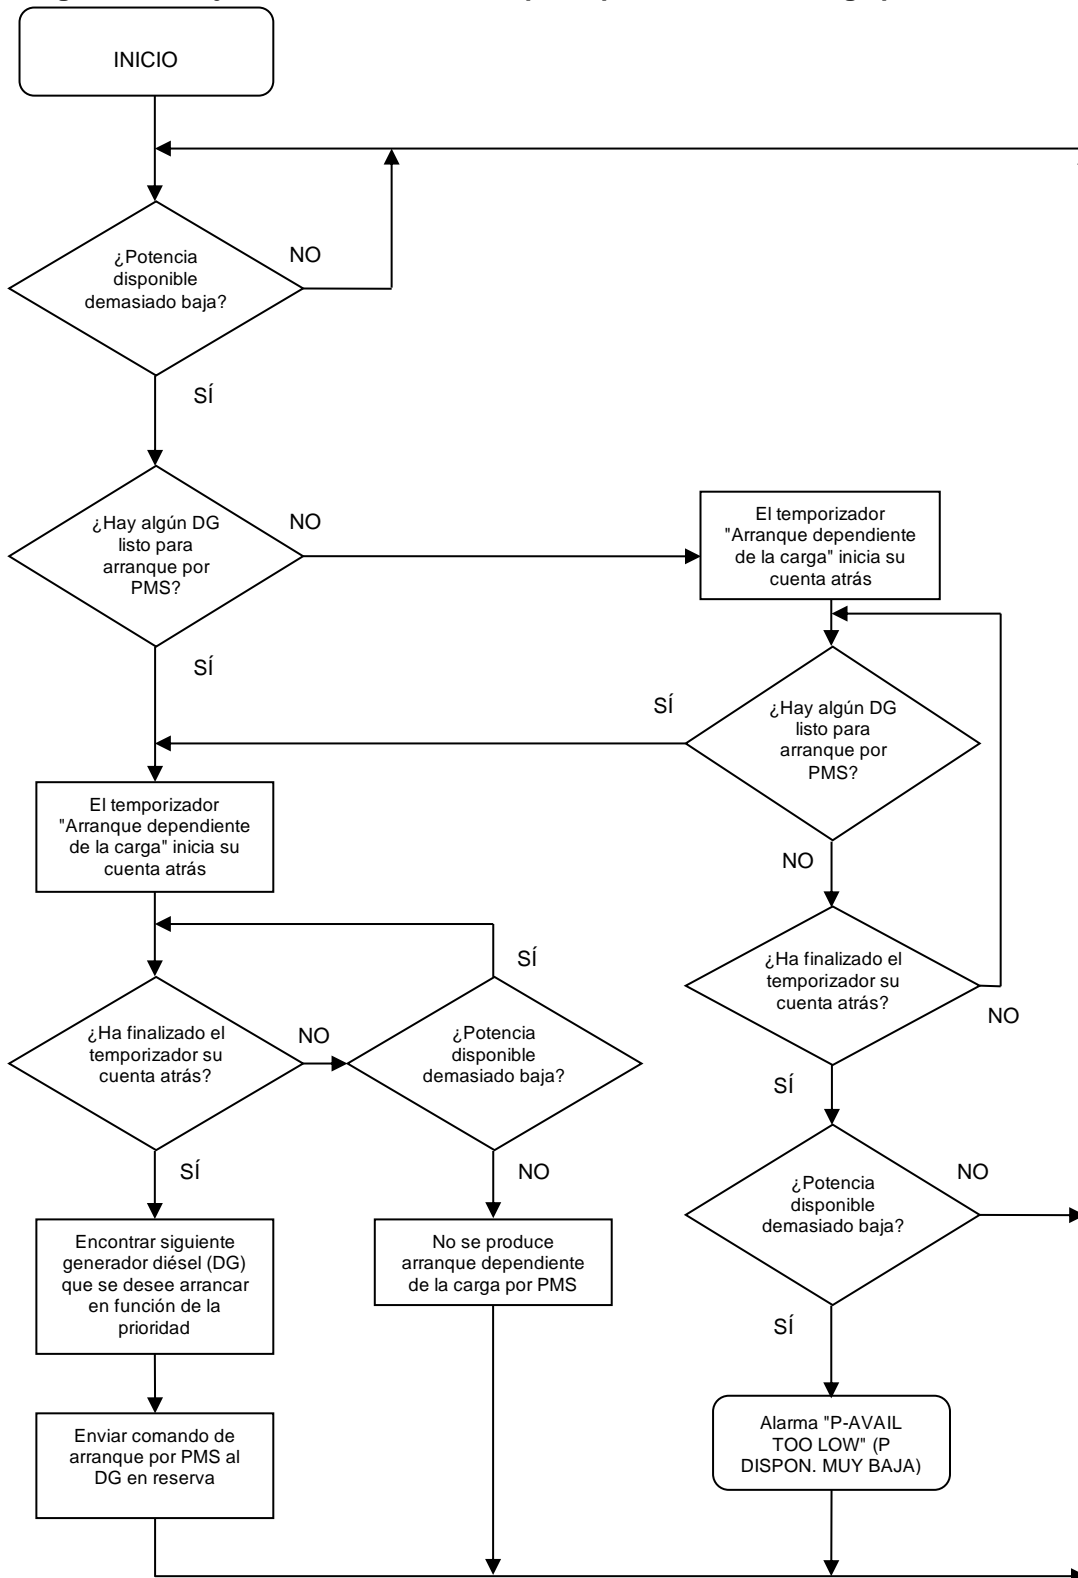 INICIO
¿Potencia
disponible
demasiado baja?
NO
SÍ
¿Hay algún DG
listo para
arranque por
PMS?
NO
SÍ
El temporizador
"Arranque dependiente
de la carga" inicia su
cuenta atrás
¿Hay algún DG
listo para
arranque por
PMS?
SÍ
NO
El temporizador
"Arranque dependiente
de la carga" inicia su
cuenta atrás
¿Ha finalizado el
temporizador su
cuenta atrás?
NO
SÍ
¿Ha finalizado el
temporizador su
cuenta atrás?
NO
SÍ
¿Potencia
disponible
demasiado baja?
SÍ
NO
¿Potencia
disponible
demasiado baja?
NO
SÍ
Encontrar siguiente
generador diésel (DG)
que se desee arrancar
en función de la
prioridad
No se produce
arranque dependiente
de la carga por PMS
Enviar comando de
arranque por PMS al
DG en reserva
Alarma "P-AVAIL
TOO LOW" (P
DISPON. MUY BAJA)